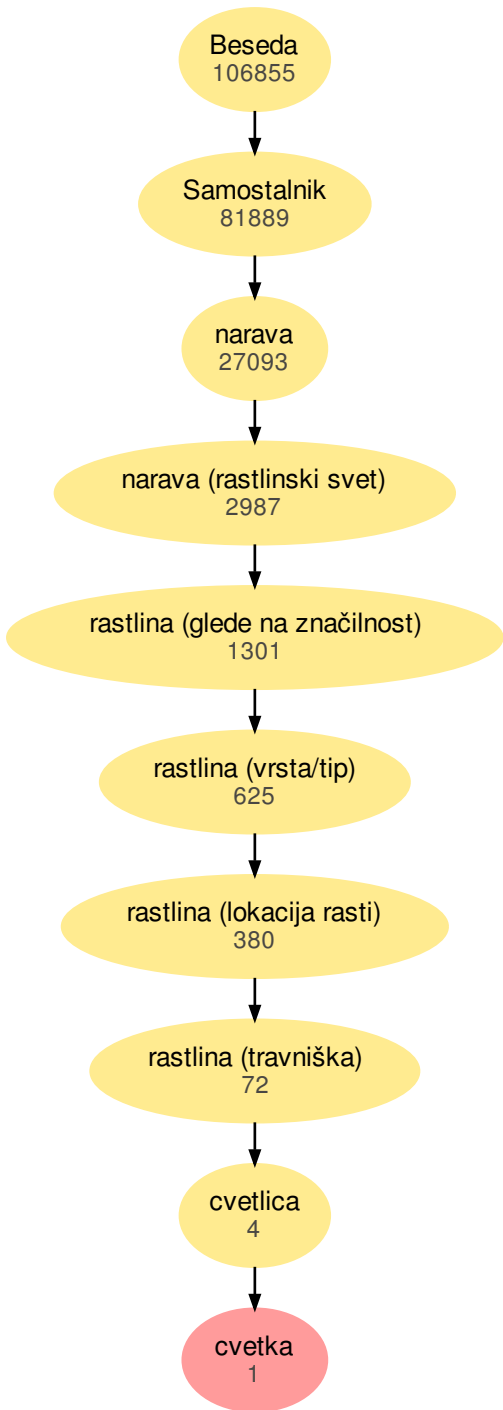 Beseda
106855
Samostalnik
81889
narava
27093
narava (rastlinski svet)
2987
rastlina (glede na značilnost)
1301
rastlina (vrsta/tip)
625
rastlina (lokacija rasti)
380
rastlina (travniška)
72
cvetlica
4
cvetka
1